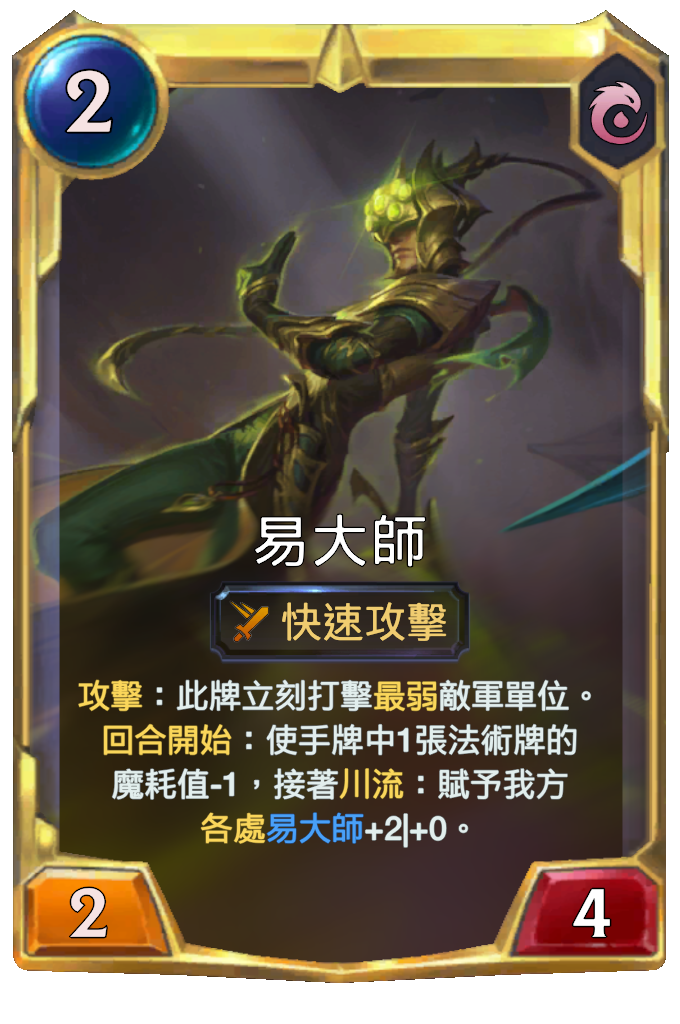 2
易大師
快速攻擊
攻擊：此牌立刻打擊最弱敵軍單位。
回合開始：使手牌中1張法術牌的
魔耗值-1，接著川流：賦予我方
各處易大師+2|+0。
2
4